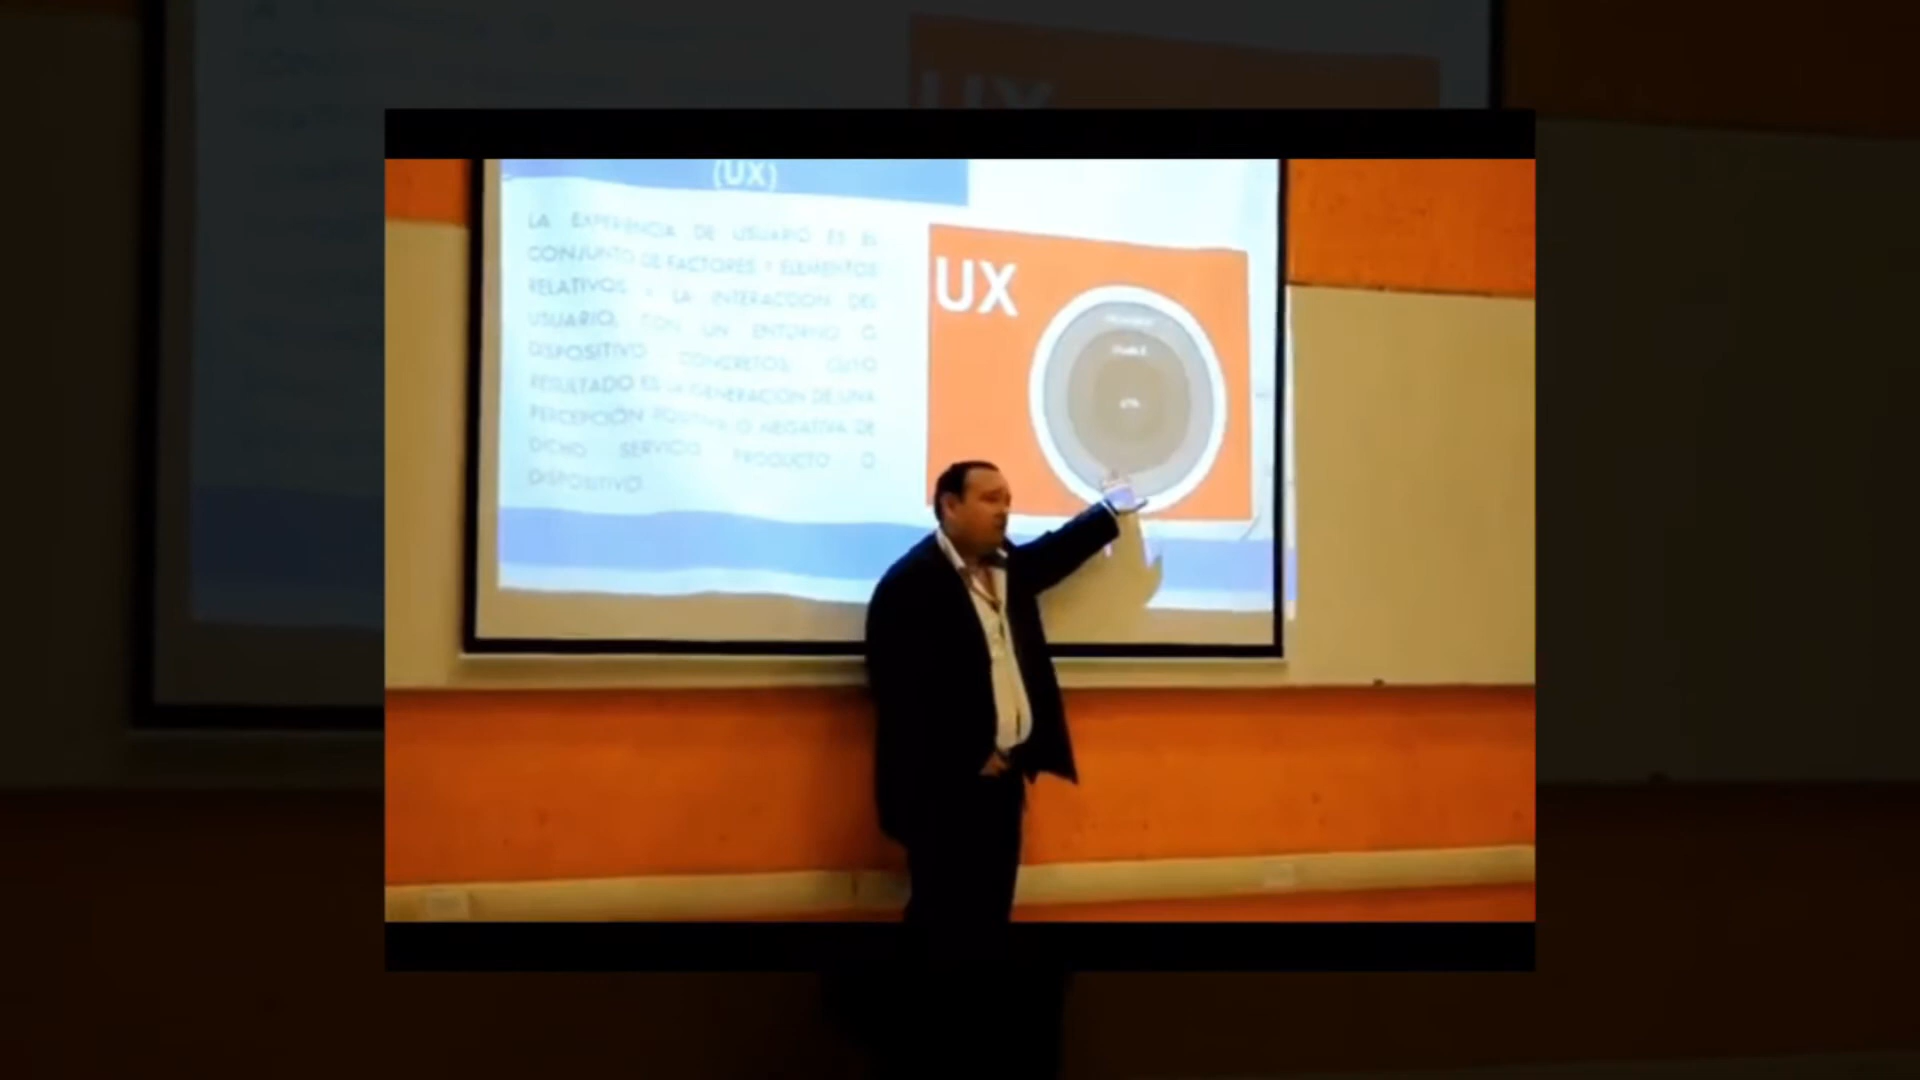 (UX)
LA EXPERIENCIA DE USUARIO ES EL
CONJUNTO DE FACTORES Y ELEMENTOS
RELATIVOS A LA INTERACCION DEL
USUARIO, CON UN ENTORNO O
DISPOSITIVO CONCRETOS, CUYO
RESULTADO ES LA GENERACION DE UNA
PERCEPCIÓN POSITIVA O NEGATIVA DE
DICHO SERVICIO PRODUCTO O
DISPOSITIVO
UX